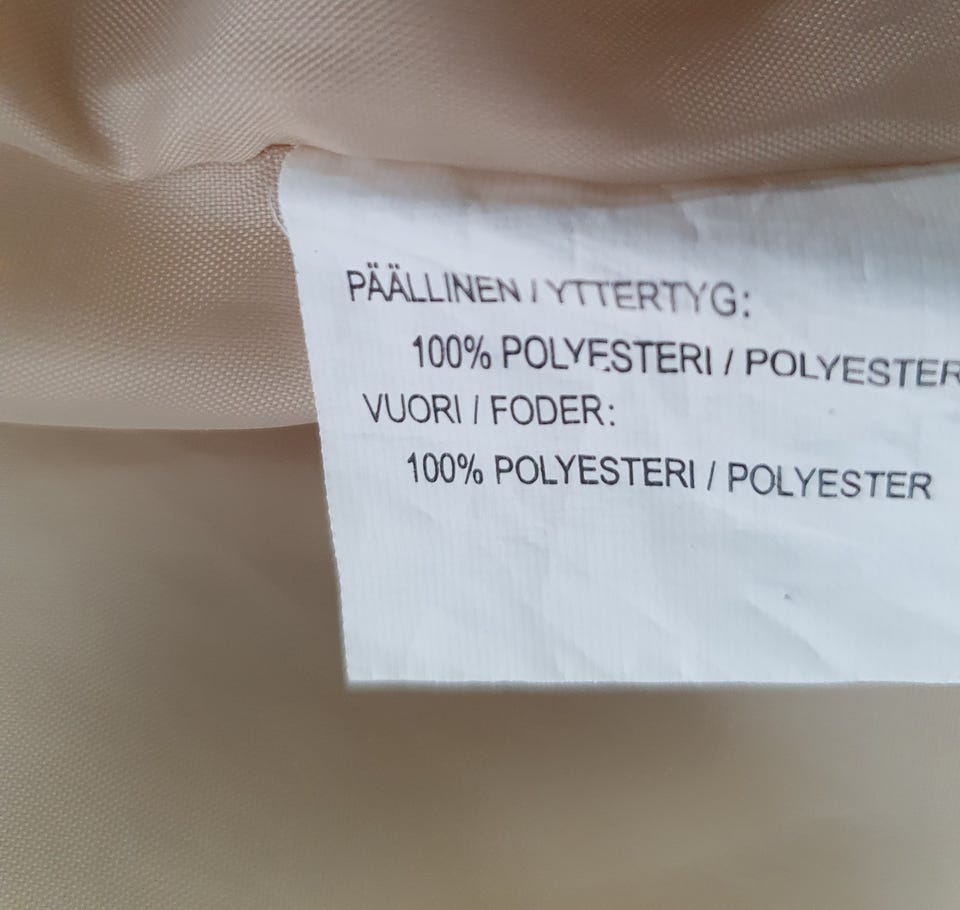 PÄÄLLINEN / YTTERTYG:
100% POLYESTERI / POLYESTER
VUORI / FODER:
100% POLYESTERI / POLYESTER